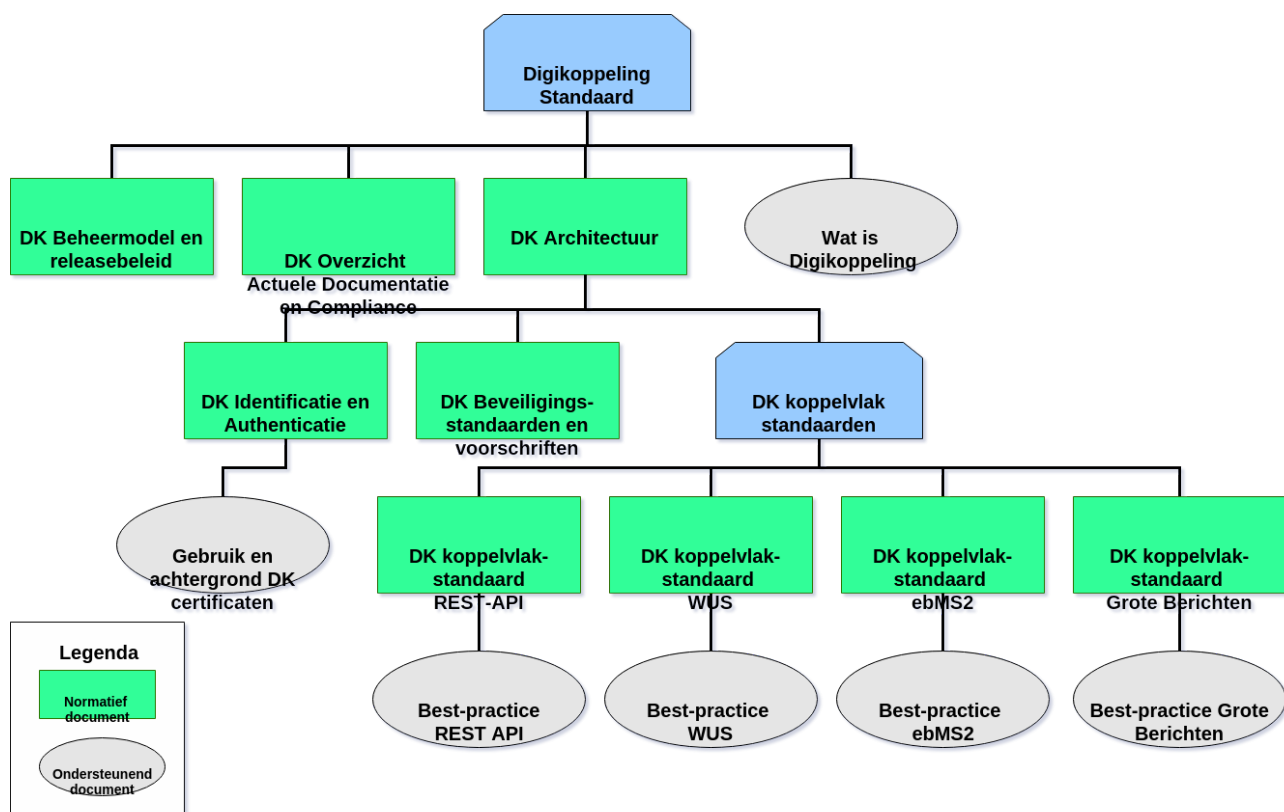 Digikoppeling
Standaard
DK Beheermodel en
releasebeleid
DK Overzicht
Actuele Documentatie
en Compliance
DK Architectuur
Wat is
Digikoppeling
DK Identificatie en
Authenticatie
DK Beveiligings-
standaarden en
voorschriften
DK koppelvlak
standaarden
Gebruik en
achtergrond DK
certificaten
DK koppelvlak-
standaard
REST-API
DK koppelvlak-
standaard
WUS
DK koppelvlak-
standaard
ebMS2
DK koppelvlak-
standaard
Grote Berichten
Best-practice
REST API
Best-practice
WUS
Best-practice
ebMS2
Best-practice Grote
Berichten
Legenda
Normatief
document
Ondersteunend
document